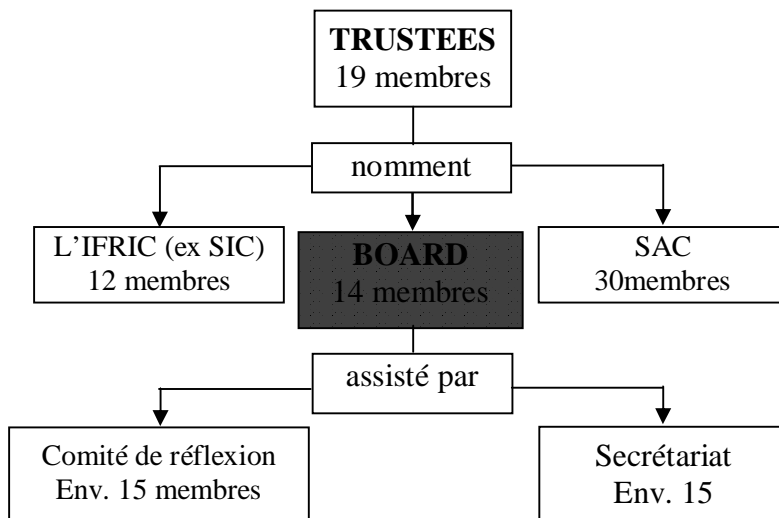 TRUSTEES
19 membres
nomment
L’IFRIC (ex SIC)
12 membres
BOARD
14 membres
SAC
30membres
assisté par
Comité de réflexion
Env. 15 membres
Secrétariat
Env. 15